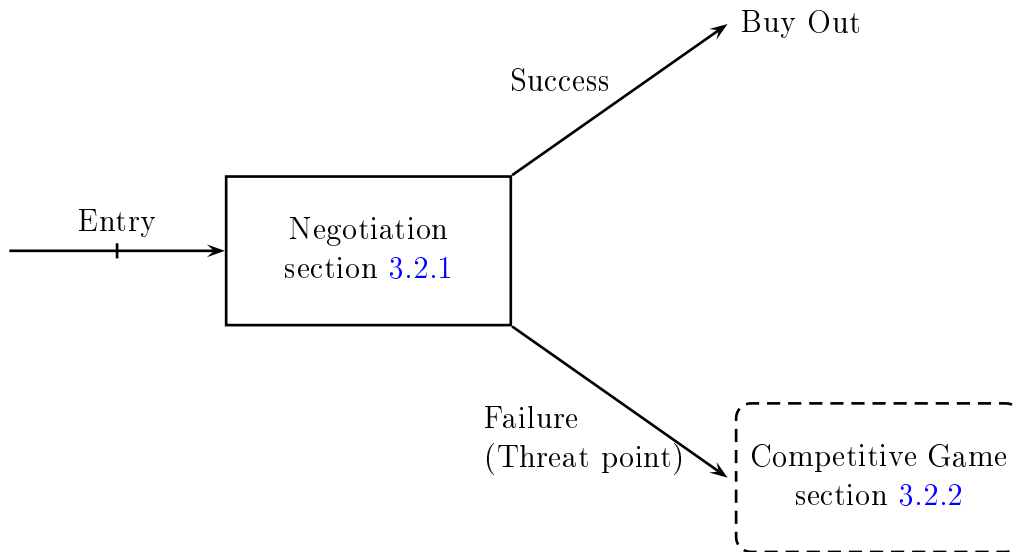 Buy Out
Success
Entry
Negotiation
section 3.2.1
Failure
(Threat point)
Competitive Game
section 3.2.2